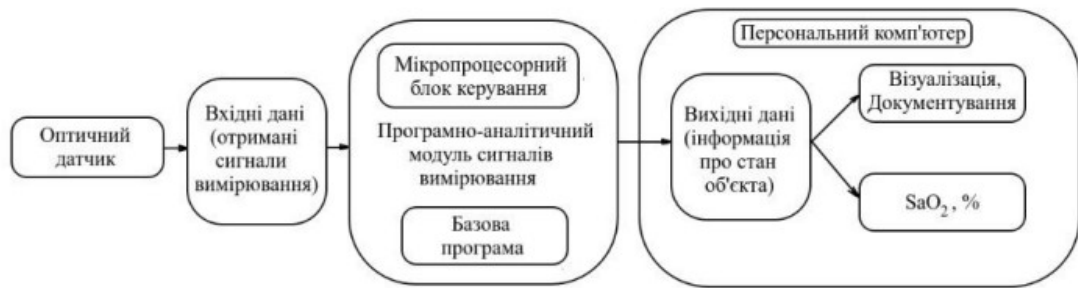 Оптичний
датчик
Вхідні дані
(отримані
сигнали
вимірювання)
Мікропроцесорний
блок керування
Програмно-аналітичний
модуль сигналів
вимірювання
Базова
програма
Персональний комп'ютер
Вихідні дані
(інформація
про стан
об'єкта)
Візуалізація,
Документування
SaO₂ , %